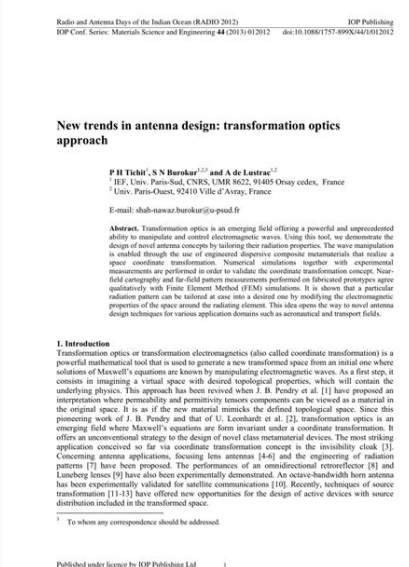 Radio and Antenna Days of the Indian Ocean (RADIO 2012) IOP Publishing
IOP Conf. Series: Materials Science and Engineering 44 (2013) 012012 doi:10.1088/1757-899X/44/1/012012
New trends in antenna design: transformation optics
approach
P H Tichit1, S N Burokur1,2,3 and A de Lustrac1,2
1 IEF, Univ. Paris-Sud, CNRS, UMR 8622, 91405 Orsay cedex, France
2 Univ. Paris-Ouest, 92410 Ville d'Avray, France
E-mail: shah-nawaz.burokur@u-psud.fr
Abstract. Transformation optics is an emerging field offering a powerful and unprecedented
ability to manipulate and control electromagnetic waves. Using this tool, we demonstrate the
design of novel antenna concepts by tailoring their radiation properties. The wave manipulation
is enabled through the use of engineered dispersive composite metamaterials that realize a
space coordinate transformation. Numerical simulations together with experimental
measurements are performed in order to validate the coordinate transformation concept. Near-
field cartography and far-field pattern measurements performed on fabricated prototypes agree
qualitatively with Finite Element Method (FEM) simulations. It is shown that a particular
radiation pattern can be tailored at ease into a desired one by modifying the electromagnetic
properties of the space around the radiating element. This idea opens the way to novel antenna
design techniques for various application domains such as aeronautical and transport fields.
1. Introduction
Transformation optics or transformation electromagnetics (also called coordinate transformation) is a
powerful mathematical tool that is used to generate a new transformed space from an initial one where
solutions of Maxwell's equations are known by manipulating electromagnetic waves. As a first step, it
consists in imagining a virtual space with desired topological properties, which will contain the
underlying physics. This approach has been revived when J. B. Pendry et al. [1] have proposed an
interpretation where permeability and permittivity tensors components can be viewed as a material in
the original space. It is as if the new material mimicks the defined topological space. Since this
pioneering work of J. B. Pendry and that of U. Leonhardt et al. [2], transformation optics is an
emerging field where Maxwell's equations are form invariant under a coordinate transformation. It
offers an unconventional strategy to the design of novel class metamaterial devices. The most striking
application conceived so far via coordinate transformation concept is the invisibility cloak [3].
Concerning antenna applications, focusing lens antennas [4-6] and the engineering of radiation
patterns [7] have been proposed. The performances of an omnidirectional retroreflector [8] and
Luneberg lenses [9] have also been experimentally demonstrated. An octave-bandwidth horn antenna
has been experimentally validated for satellite communications [10]. Recently, techniques of source
transformation [11-13] have offered new opportunities for the design of active devices with source
distribution included in the transformed space.
3 To whom any correspondence should be addressed.
Published under licence by IOP Publishing Ltd 1